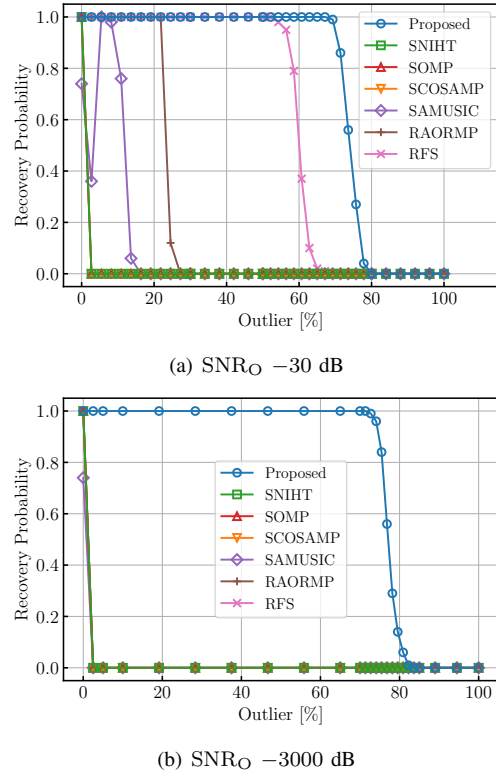 1.0
0.8
0.6
0.4
0.2
0.0
Recovery Probability
Proposed
SNIHT
SOMP
SCOSAMP
SAMUSIC
RAORMP
RFS
0 20 40 60 80 100
Outlier [%]
(a) SNR_O −30 dB
1.0
0.8
0.6
0.4
0.2
0.0
Recovery Probability
Proposed
SNIHT
SOMP
SCOSAMP
SAMUSIC
RAORMP
RFS
0 20 40 60 80 100
Outlier [%]
(b) SNR_O −3000 dB